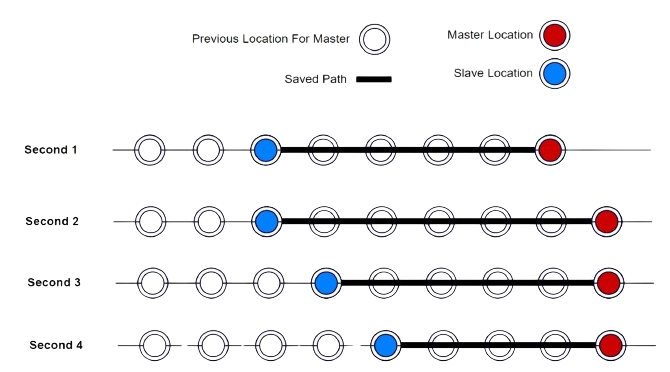 Previous Location For Master
Master Location
Saved Path
Slave Location
Second 1
Second 2
Second 3
Second 4